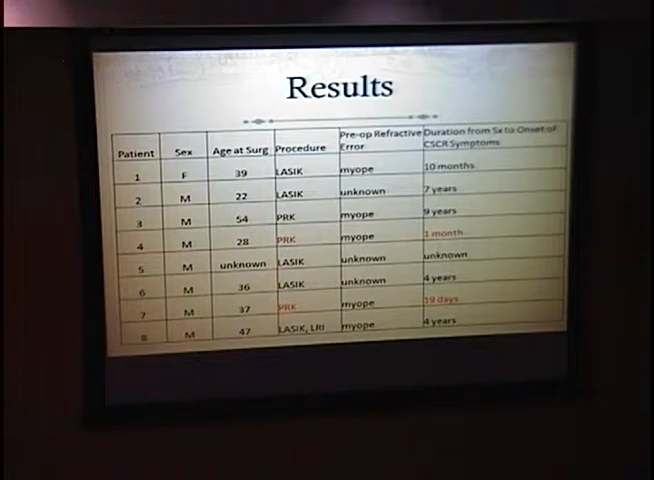 Results
Patient Sex Age at Surg Procedure Pre-op Refractive Error Duration from Sx to Onset of CSCR Symptoms
1 F 39 LASIK myope 10 months
2 M 22 LASIK unknown 7 years
3 M 54 PRK myope 9 years
4 M 28 PRK myope 1 month
5 M unknown LASIK unknown unknown
6 M 36 LASIK unknown 4 years
7 M 37 PRK myope 19 days
8 M 47 LASIK, LRI myope 4 years